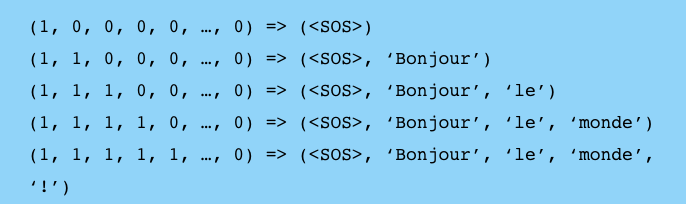 (1, 0, 0, 0, 0, …, 0) => (<SOS>)
(1, 1, 0, 0, 0, …, 0) => (<SOS>, ‘Bonjour’)
(1, 1, 1, 0, 0, …, 0) => (<SOS>, ‘Bonjour’, ‘le’)
(1, 1, 1, 1, 0, …, 0) => (<SOS>, ‘Bonjour’, ‘le’, ‘monde’)
(1, 1, 1, 1, 1, …, 0) => (<SOS>, ‘Bonjour’, ‘le’, ‘monde’,
‘!’)